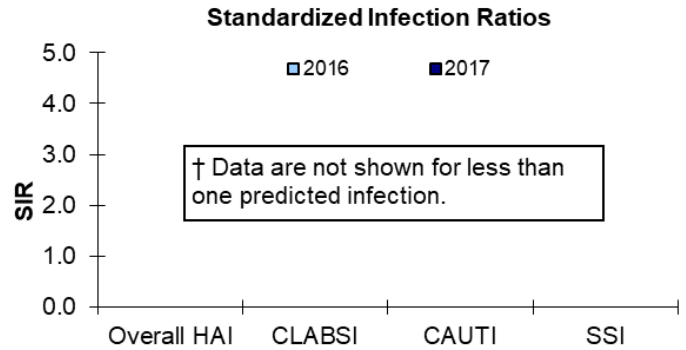 Standardized Infection Ratios
2016 2017
5.0
4.0
3.0
2.0
1.0
0.0
SIR
† Data are not shown for less than
one predicted infection.
Overall HAI CLABSI CAUTI SSI